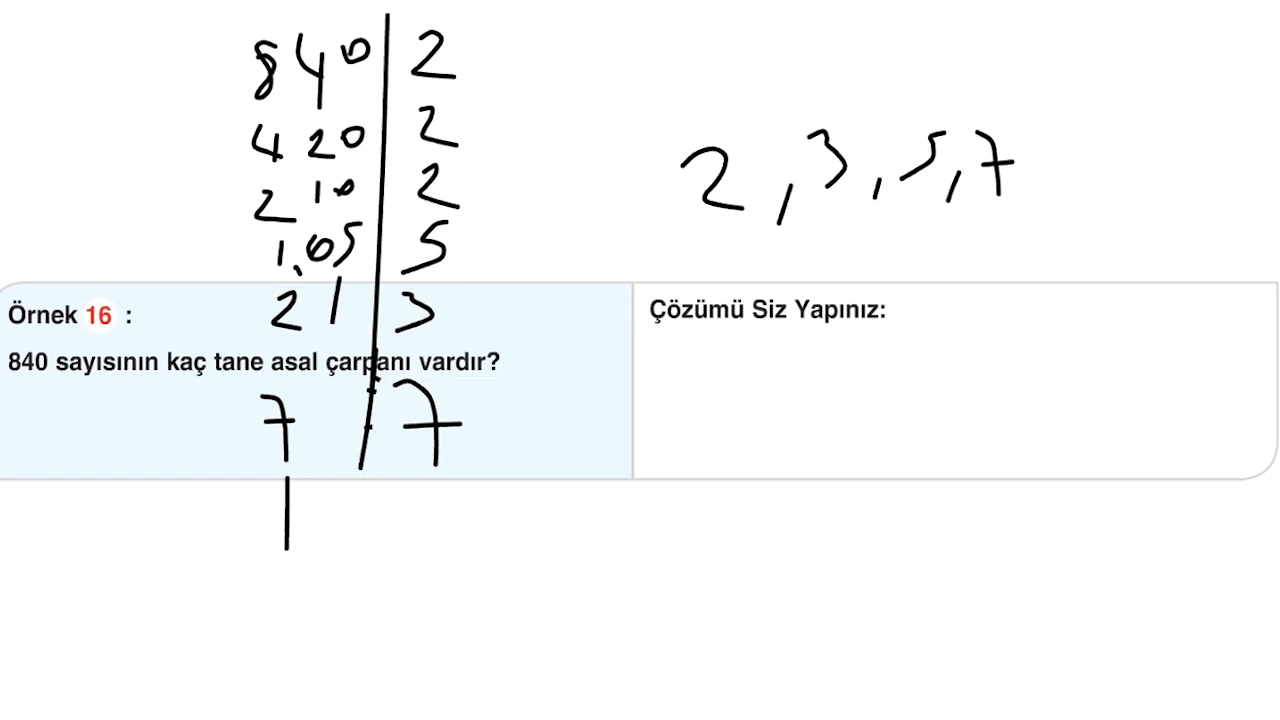 840 2
420 2
210 2
105 5
21 3
7 7
1
2, 3, 5, 7
Örnek 16 :
840 sayısının kaç tane asal çarpanı vardır?
Çözümü Siz Yapınız: